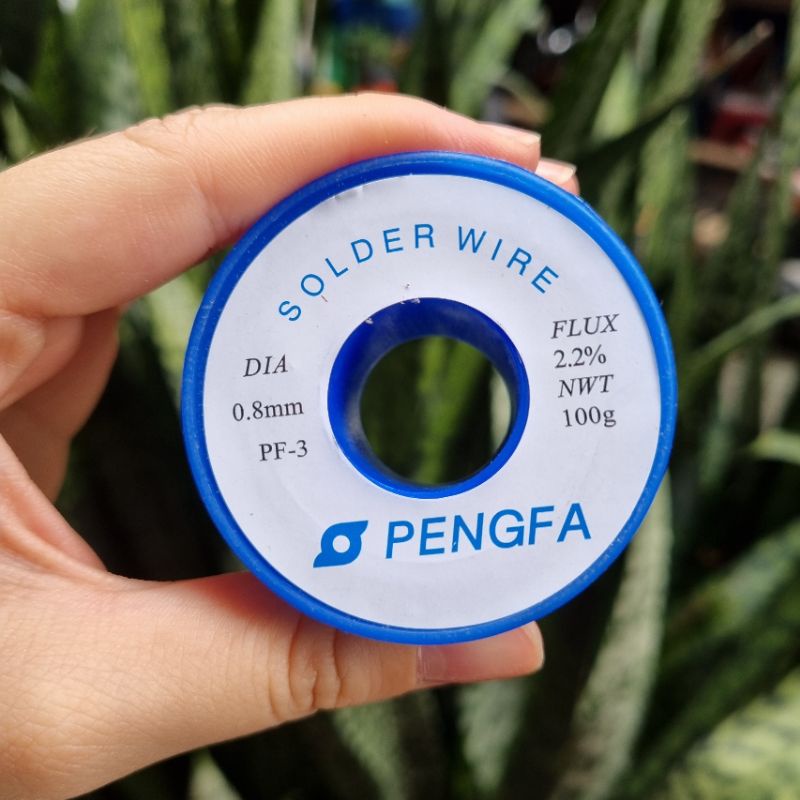 SOLDER WIRE
DIA
0.8mm
PF-3
FLUX
2.2%
NWT
100g
PENGFA